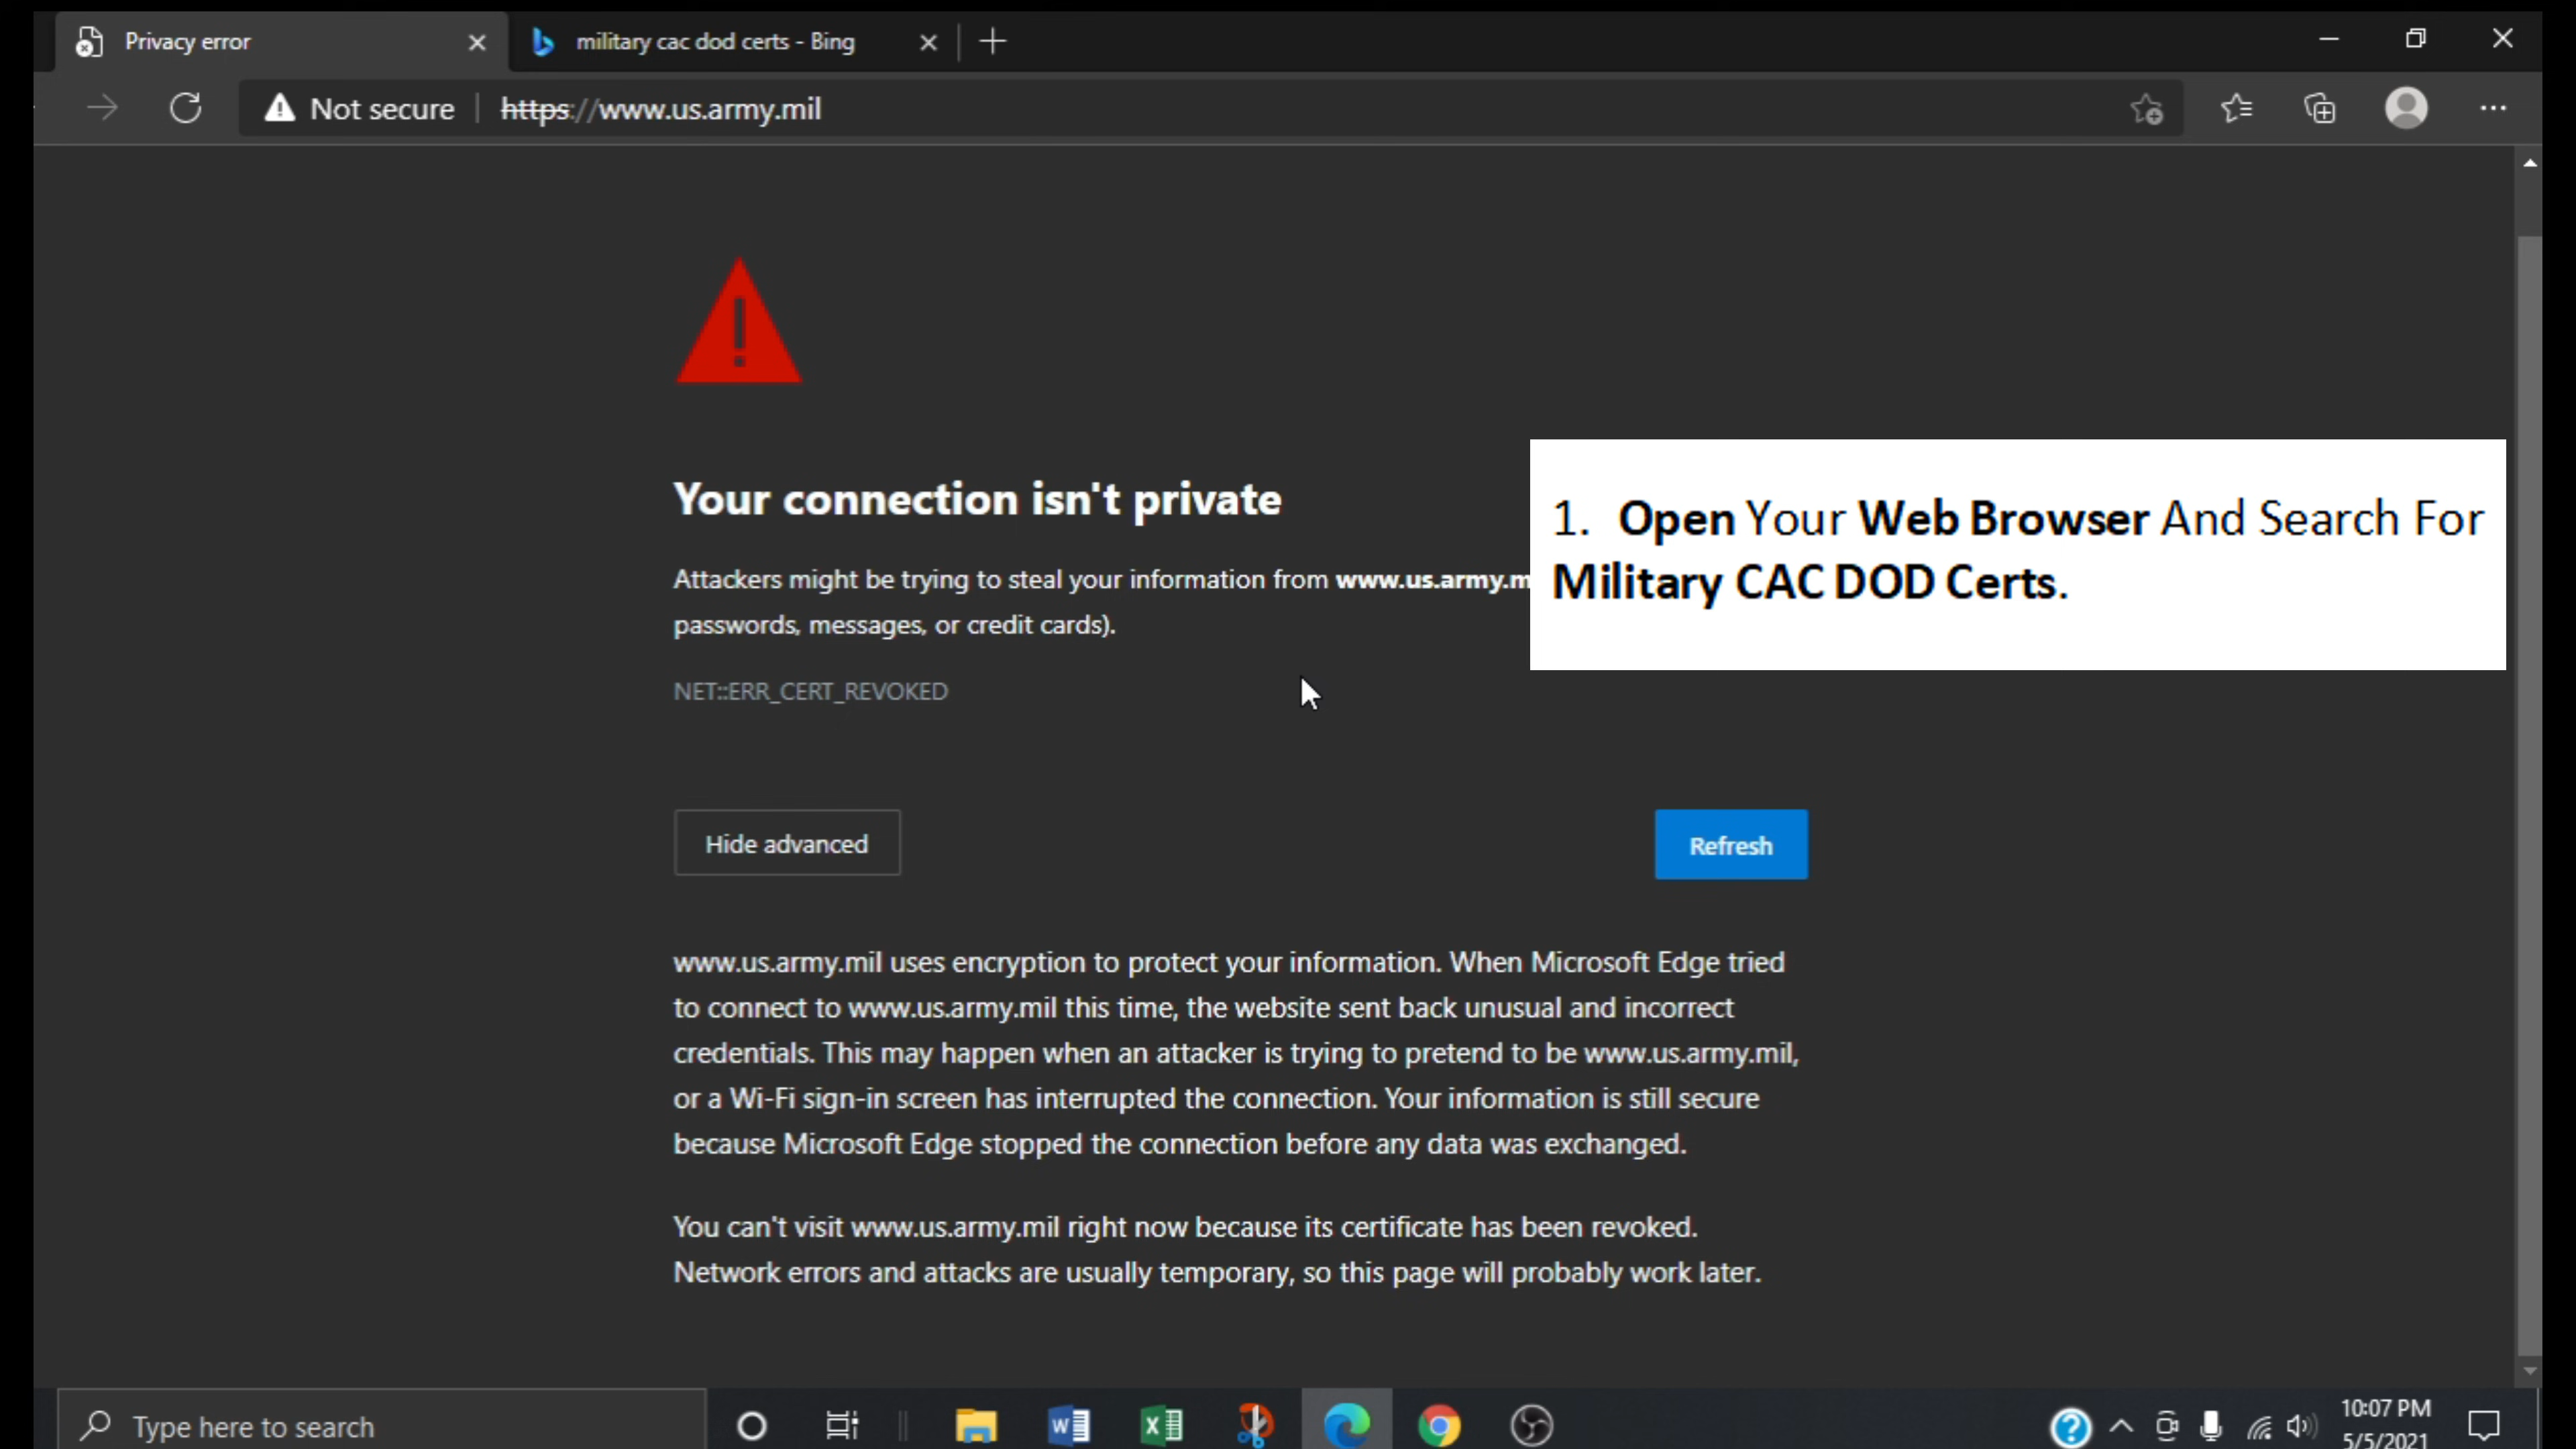 Privacy error
military cac dod certs - Bing
Not secure
https://www.us.army.mil
Your connection isn't private
1. Open Your Web Browser And Search For
Military CAC DOD Certs.
Attackers might be trying to steal your information from www.us.army.m
passwords, messages, or credit cards).
NET::ERR_CERT_REVOKED
Hide advanced
Refresh
www.us.army.mil uses encryption to protect your information. When Microsoft Edge tried
to connect to www.us.army.mil this time, the website sent back unusual and incorrect
credentials. This may happen when an attacker is trying to pretend to be www.us.army.mil,
or a Wi-Fi sign-in screen has interrupted the connection. Your information is still secure
because Microsoft Edge stopped the connection before any data was exchanged.
You can't visit www.us.army.mil right now because its certificate has been revoked.
Network errors and attacks are usually temporary, so this page will probably work later.
Type here to search
10:07 PM
5/5/2021